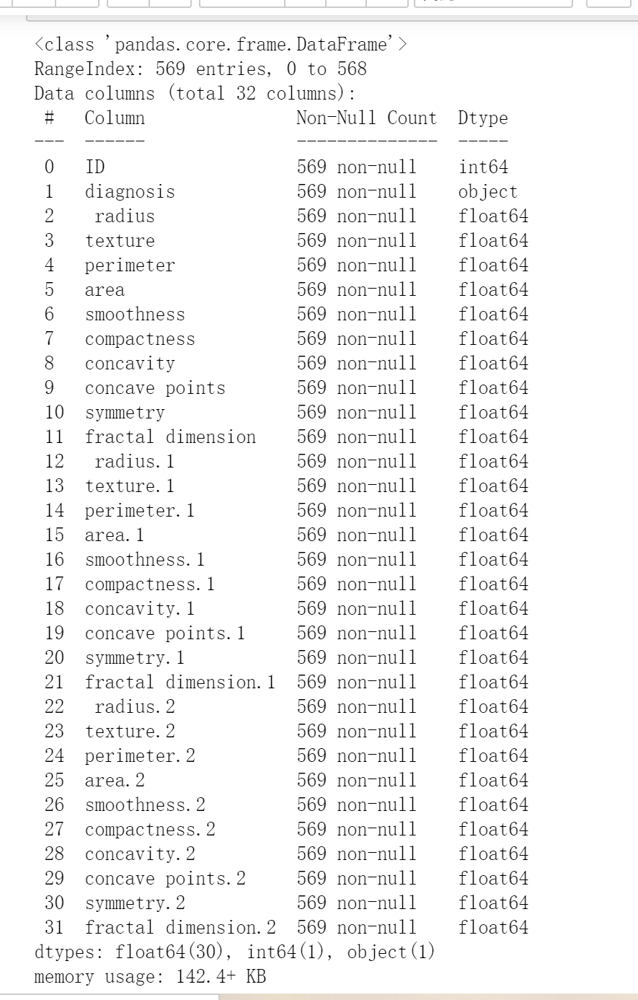 <class 'pandas.core.frame.DataFrame'>
RangeIndex: 569 entries, 0 to 568
Data columns (total 32 columns):
 #   Column               Non-Null Count  Dtype
---  ------               --------------  -----
 0   ID                   569 non-null    int64
 1   diagnosis            569 non-null    object
 2    radius              569 non-null    float64
 3   texture              569 non-null    float64
 4   perimeter            569 non-null    float64
 5   area                 569 non-null    float64
 6   smoothness           569 non-null    float64
 7   compactness          569 non-null    float64
 8   concavity            569 non-null    float64
 9   concave points       569 non-null    float64
 10  symmetry             569 non-null    float64
 11  fractal dimension    569 non-null    float64
 12   radius.1            569 non-null    float64
 13  texture.1            569 non-null    float64
 14  perimeter.1          569 non-null    float64
 15  area.1               569 non-null    float64
 16  smoothness.1         569 non-null    float64
 17  compactness.1        569 non-null    float64
 18  concavity.1          569 non-null    float64
 19  concave points.1     569 non-null    float64
 20  symmetry.1           569 non-null    float64
 21  fractal dimension.1  569 non-null    float64
 22   radius.2            569 non-null    float64
 23  texture.2            569 non-null    float64
 24  perimeter.2          569 non-null    float64
 25  area.2               569 non-null    float64
 26  smoothness.2         569 non-null    float64
 27  compactness.2        569 non-null    float64
 28  concavity.2          569 non-null    float64
 29  concave points.2     569 non-null    float64
 30  symmetry.2           569 non-null    float64
 31  fractal dimension.2  569 non-null    float64
dtypes: float64(30), int64(1), object(1)
memory usage: 142.4+ KB